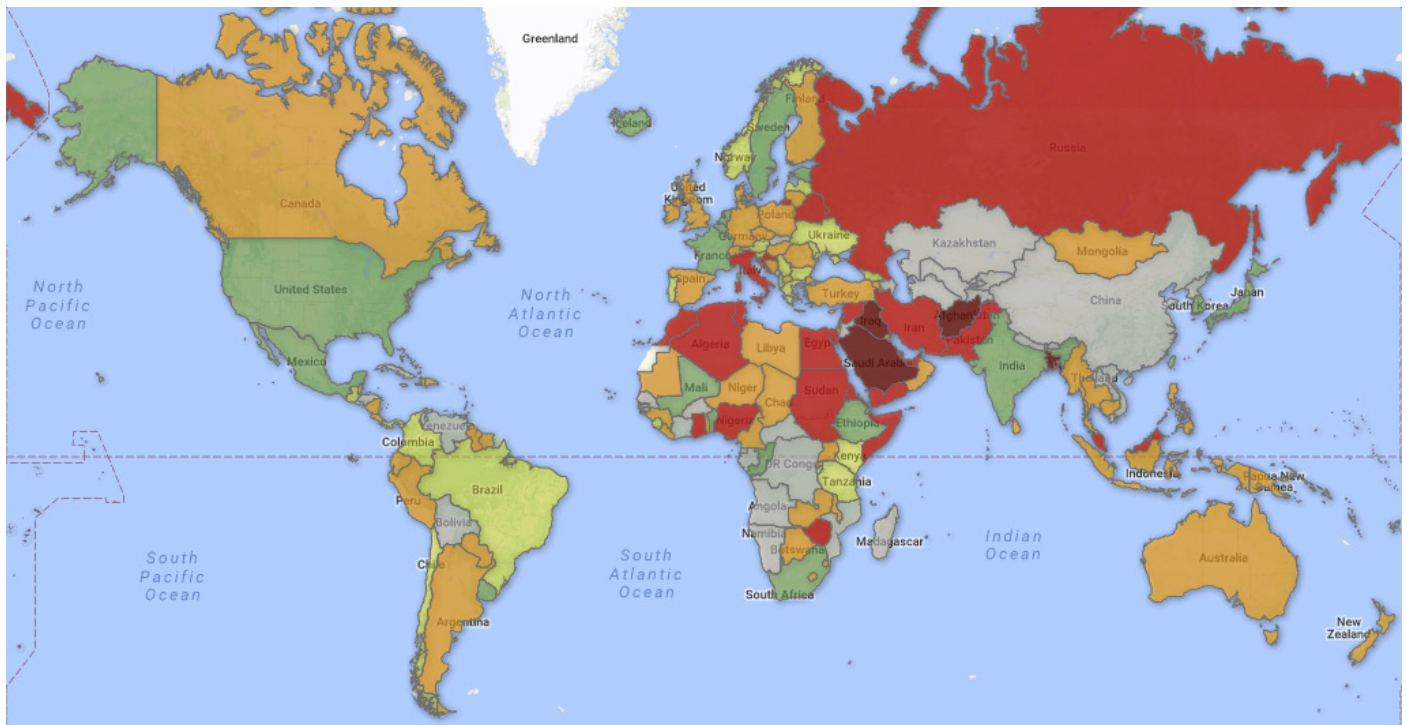 Greenland
Iceland
Finland
Sweden
Norway
Russia
United
Kingdom
Canada
Poland
Germany
Ukraine
Kazakhstan
Mongolia
France
Italy
North
Pacific
Ocean
United States
North
Atlantic
Ocean
Spain
Turkey
China
South Korea
Japan
Mexico
Algeria
Libya
Egypt
Iraq
Iran
Afghanistan
Pakistan
Saudi Arabia
India
Mali
Niger
Chad
Sudan
Thailand
Nigeria
Ethiopia
Venezuela
Colombia
DR Congo
Kenya
Tanzania
Indonesia
Papua New
Guinea
Brazil
Peru
Bolivia
Angola
Namibia
Botswana
Madagascar
Indian
Ocean
South
Pacific
Ocean
Chile
South
Atlantic
Ocean
South Africa
Australia
Argentina
New
Zealand